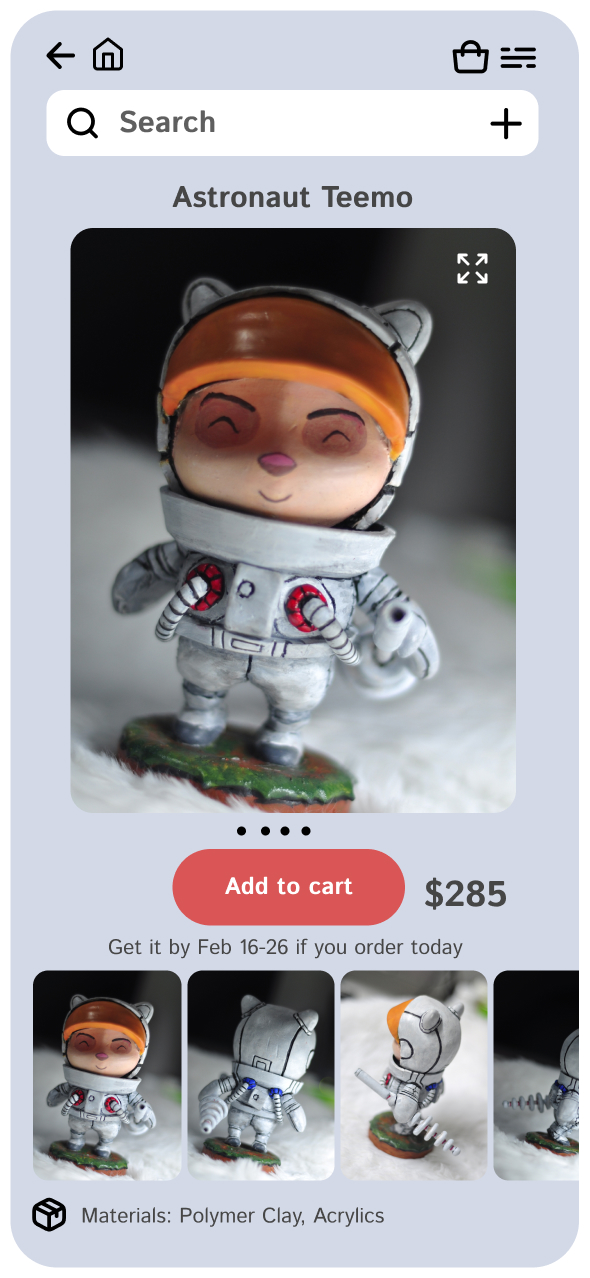 Search
Astronaut Teemo
Add to cart
$285
Get it by Feb 16-26 if you order today
Materials: Polymer Clay, Acrylics